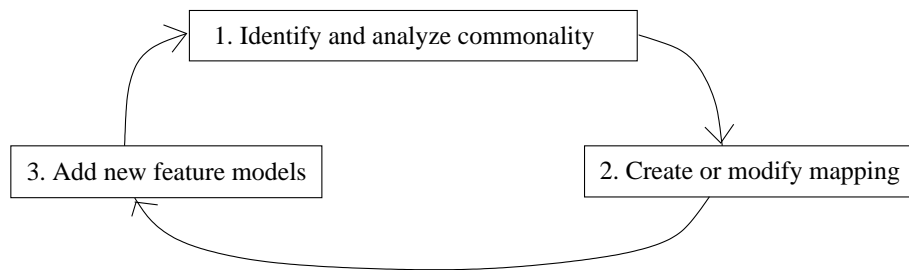 1. Identify and analyze commonality
2. Create or modify mapping
3. Add new feature models